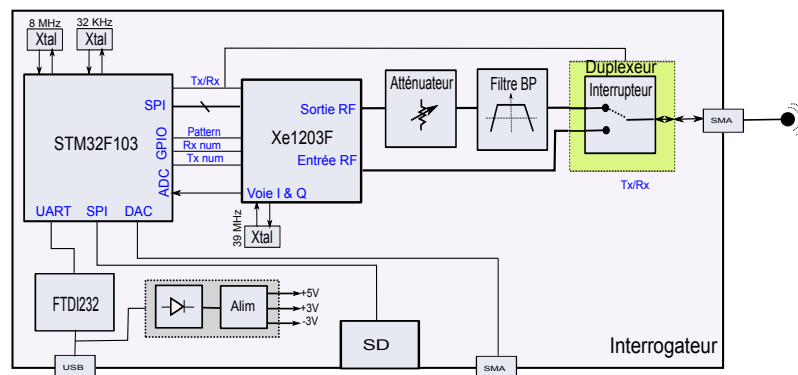 8 MHz
32 KHz
Xtal
Xtal
Tx/Rx
SPI
STM32F103
GPIO
ADC
Pattern
Rx num
Tx num
UART
SPI
DAC
Xe1203F
Sortie RF
Entrée RF
Voie I & Q
39 MHz
Xtal
Atténuateur
Filtre BP
Duplexeur
Interrupteur
Tx/Rx
SMA
FTDI232
Alim
+5V
+3V
-3V
SD
USB
SMA
Interrogateur